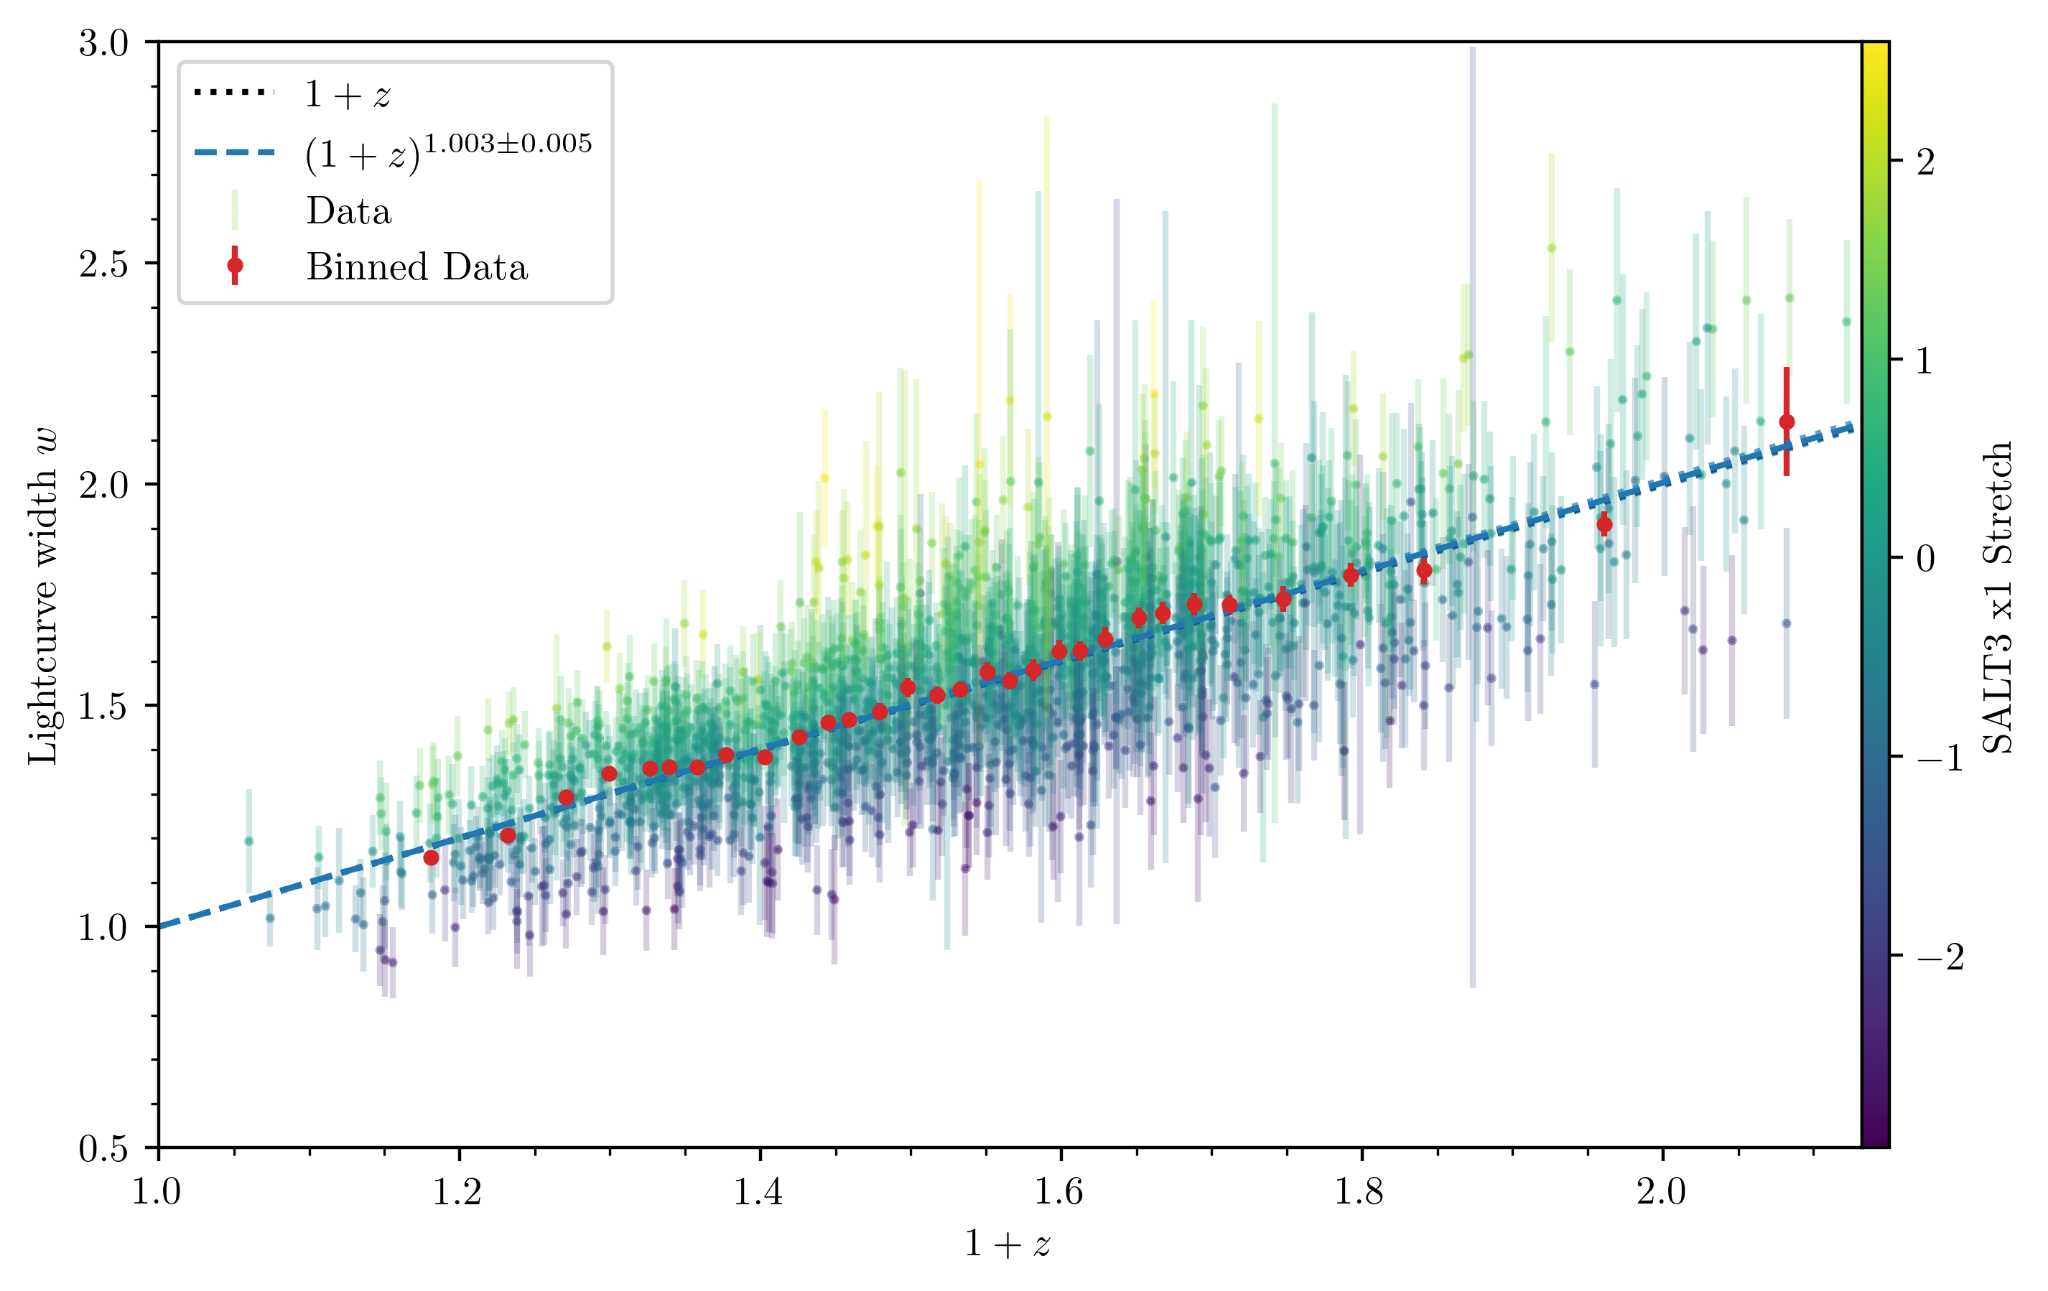 3.0
2.5
2.0
1.5
1.0
0.5
Lightcurve width w
1 + z
(1 + z)^1.003±0.005
Data
Binned Data
1.0 1.2 1.4 1.6 1.8 2.0
1 + z
2
1
0
−1
−2
SALT3 x1 Stretch